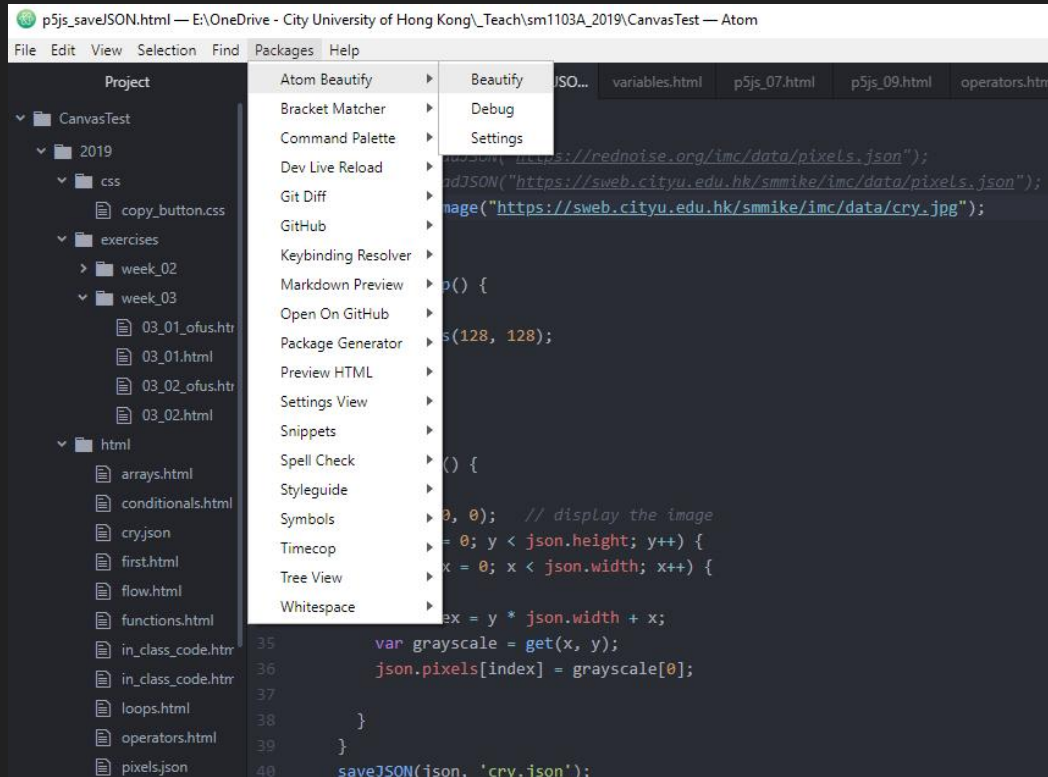 p5js_saveJSON.html — E:\OneDrive - City University of Hong Kong\_Teach\sm1103A_2019\CanvasTest — Atom
File Edit View Selection Find Packages Help
Project
CanvasTest
2019
css
copy_button.css
exercises
week_02
week_03
03_01_ofus.htr
03_01.html
03_02_ofus.htr
03_02.html
html
arrays.html
conditionals.html
cry.json
first.html
flow.html
functions.html
in_class_code.htm
in_class_code.htm
loops.html
operators.html
pixels.json
Atom Beautify
Bracket Matcher
Command Palette
Dev Live Reload
Git Diff
GitHub
Keybinding Resolver
Markdown Preview
Open On GitHub
Package Generator
Preview HTML
Settings View
Snippets
Spell Check
Styleguide
Symbols
Timecop
Tree View
Whitespace
Beautify
Debug
Settings
JSO... variables.html p5js_07.html p5js_09.html operators.htm
adJSON("https://rednoise.org/imc/data/pixels.json");
adJSON("https://sweb.cityu.edu.hk/smmike/imc/data/pixels.json");
mage("https://sweb.cityu.edu.hk/smmike/imc/data/cry.jpg");
p() {
s(128, 128);
() {
0, 0); // display the image
= 0; y < json.height; y++) {
x = 0; x < json.width; x++) {
ex = y * json.width + x;
35 var grayscale = get(x, y);
36 json.pixels[index] = grayscale[0];
37
38 }
39 }
40 saveJSON(json, 'cry.json');